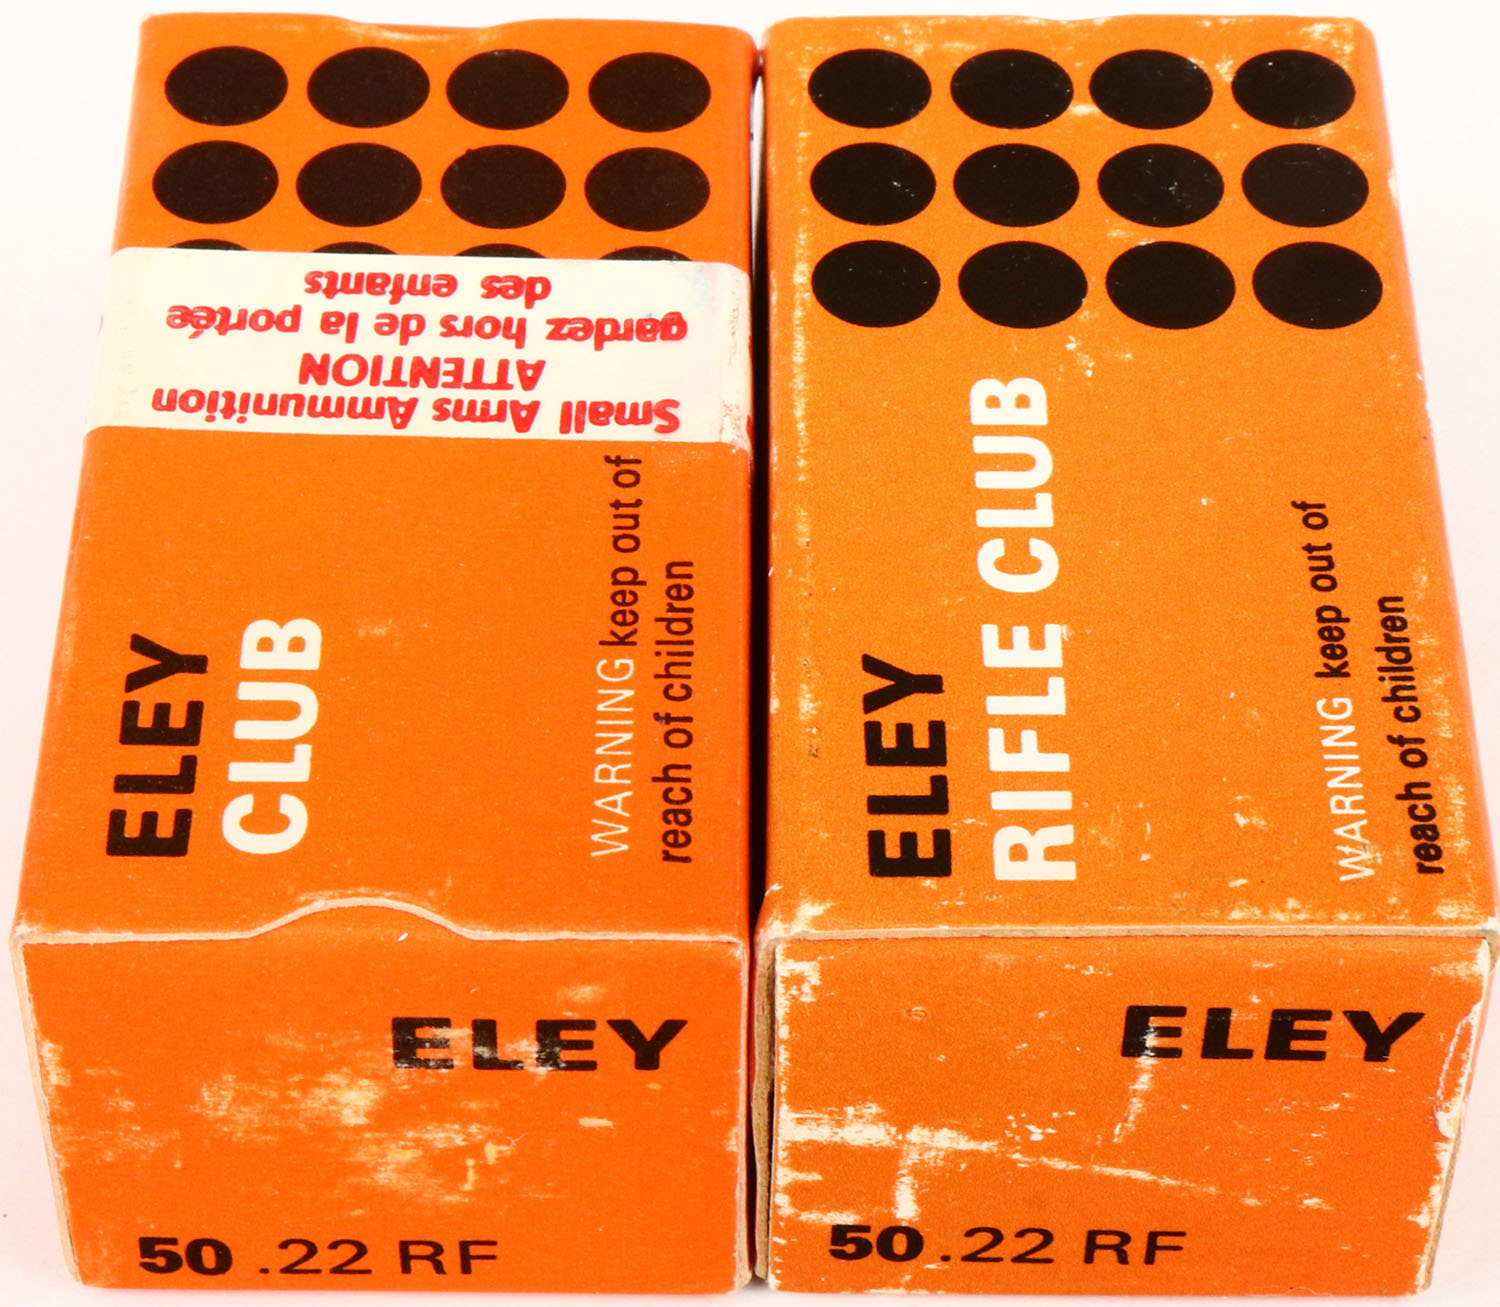 Small Arms Ammunition
ATTENTION
gardez hors de la portée
des enfants
ELEY
CLUB
WARNING keep out of
reach of children
ELEY
50 .22 RF
ELEY
RIFLE CLUB
WARNING keep out of
reach of children
ELEY
50 .22 RF